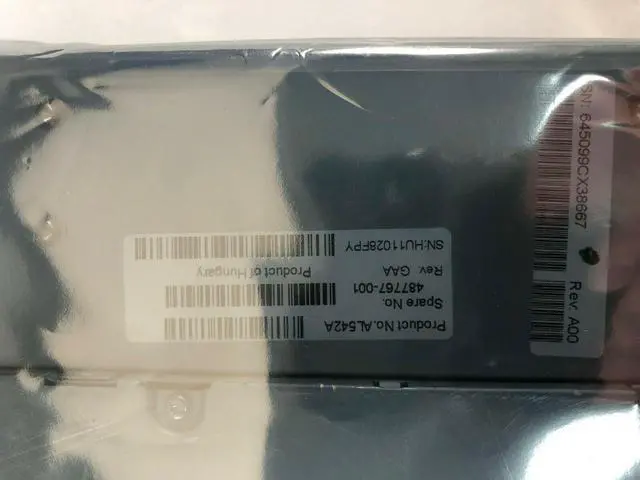 Product No.AL542A
Spare No.
487767-001
Rev. GAA
Product of Hungary
SN:HU11028FPY
SN: 645099CX38667
Rev. A00